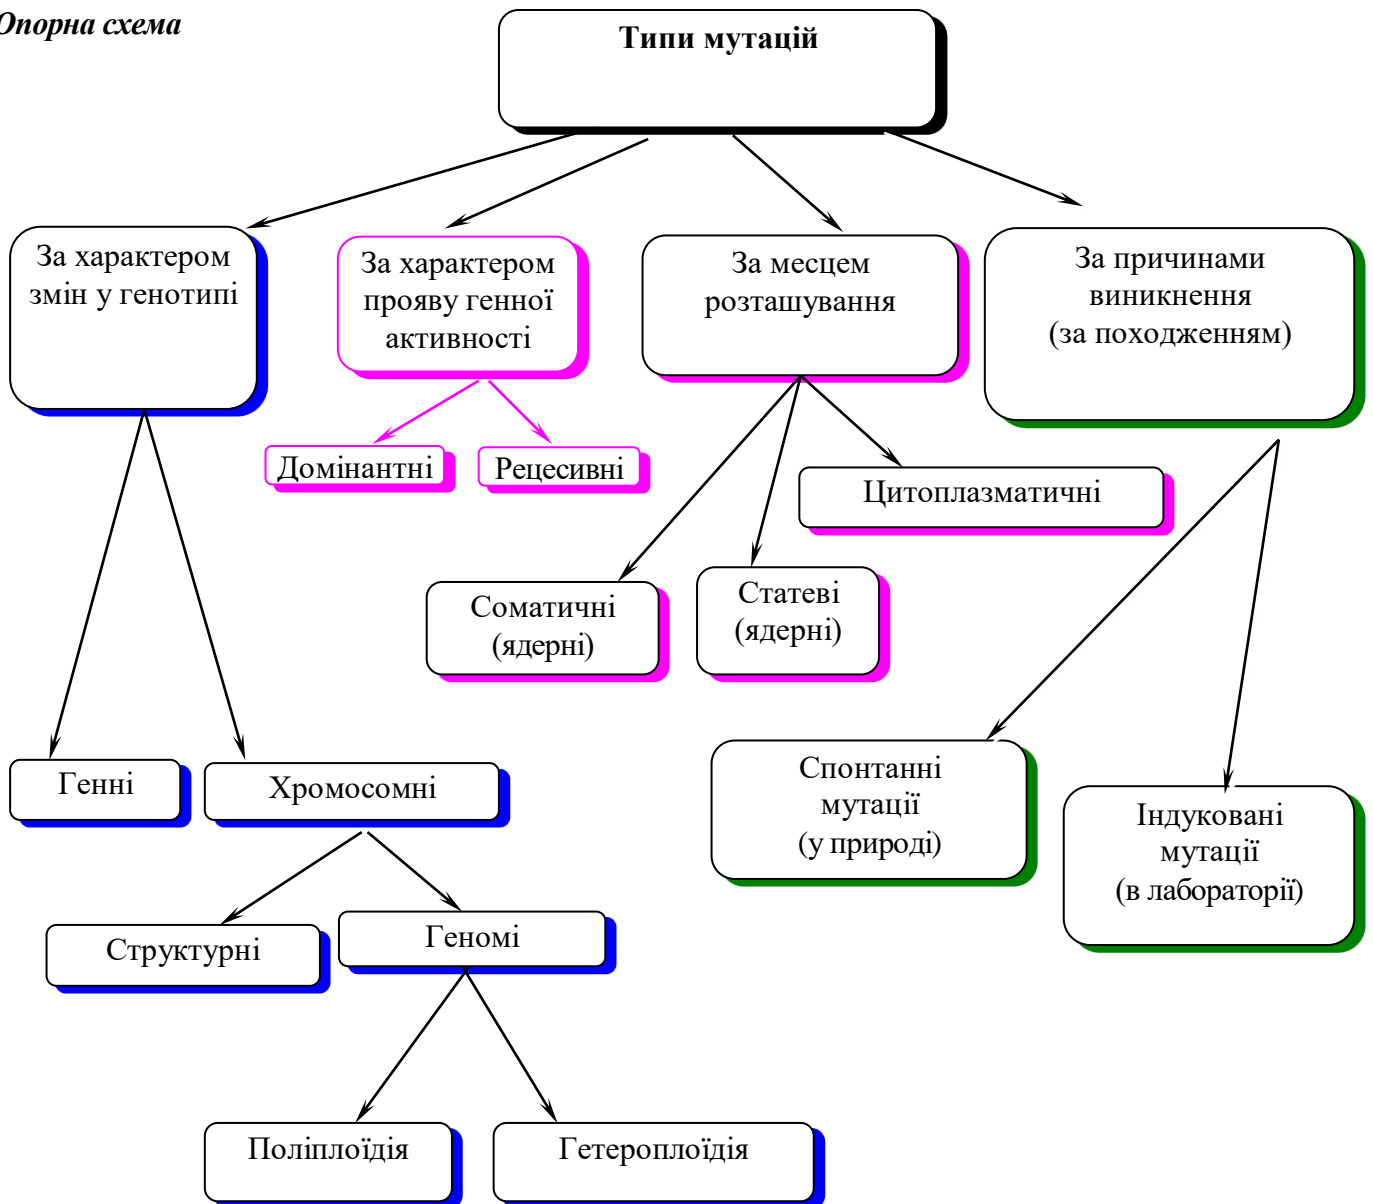 Опорна схема
Типи мутацій
За характером
змін у генотипі
За характером
прояву генної
активності
За месцем
розташування
За причинами
виникнення
(за походженням)
Домінантні
Рецесивні
Цитоплазматичні
Соматичні
(ядерні)
Статеві
(ядерні)
Генні
Хромосомні
Спонтанні
мутації
(у природі)
Індуковані
мутації
(в лабораторії)
Структурні
Геномі
Поліплоїдія
Гетероплоїдія